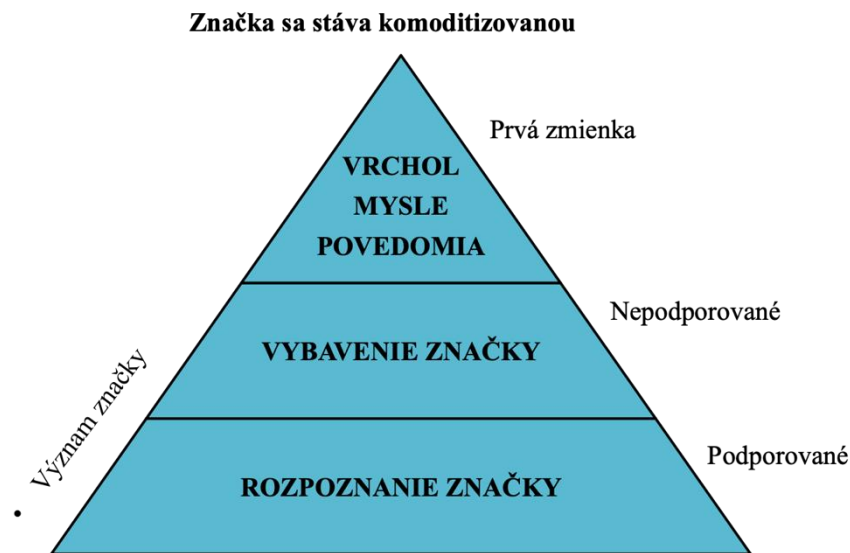 Značka sa stáva komoditizovanou
Prvá zmienka
VRCHOL
MYSLE
POVEDOMIA
Nepodporované
VYBAVENIE ZNAČKY
Význam značky
Podporované
ROZPOZNANIE ZNAČKY